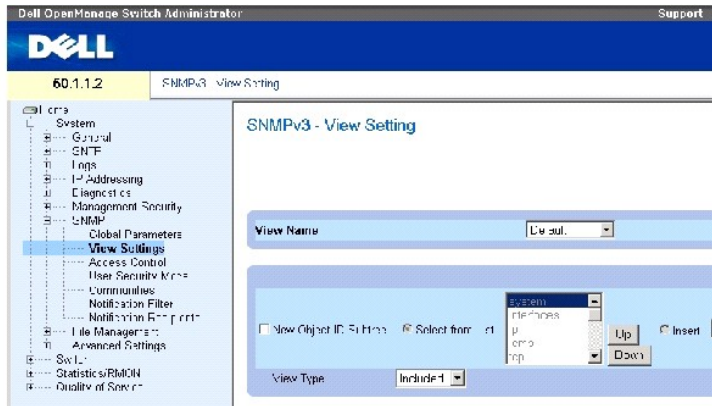 Dell OpenManage Switch Administrator
Support
DELL
60.1.1.2
SNMPv3 View Setting
Home
System
General
SNTP
Logs
IP Addressing
Diagnostics
Management Security
SNMP
Global Parameters
View Settings
Access Control
User Security Model
Communities
Notification Filter
Notification Recipients
File Management
Advanced Settings
Switch
Statistics/RMON
Quality of Service
SNMPv3 - View Setting
View Name
Default
New Object ID Subtree
Select from List
system
interfaces
ip
icmp
tcp
Up
Down
Insert
View Type
Included